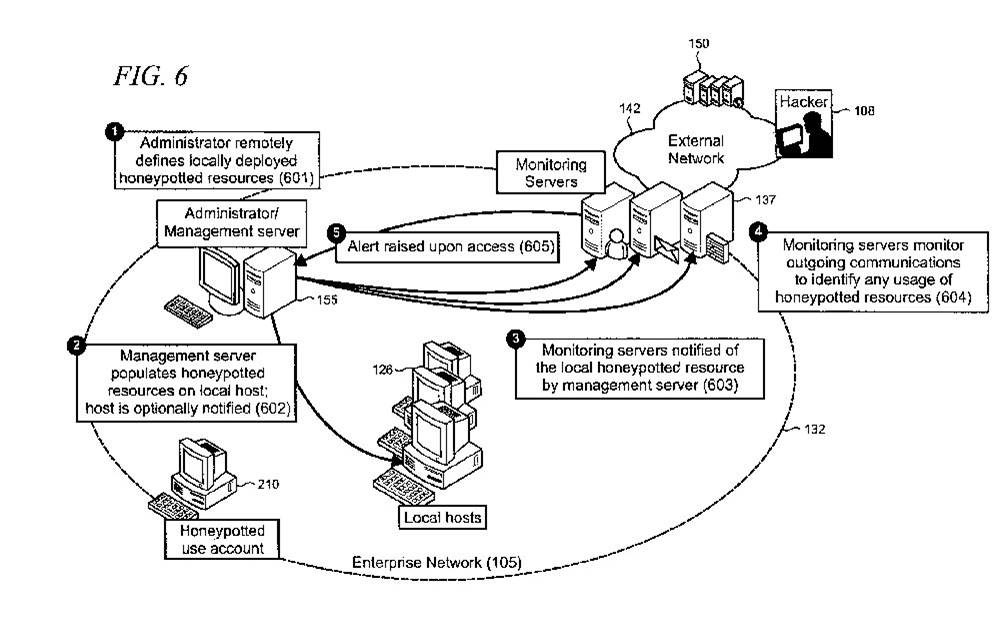 FIG. 6
150
Hacker
108
142
External
Network
1
Administrator remotely
defines locally deployed
honeypotted resources (601)
Monitoring
Servers
137
Administrator/
Management server
5
Alert raised upon access (605)
4
Monitoring servers monitor
outgoing communications
to identify any usage of
honeypotted resources (604)
155
2
Management server
populates honeypotted
resources on local host;
host is optionally notified (602)
126
3
Monitoring servers notified of
the local honeypotted resource
by management server (603)
132
210
Local hosts
Honeypotted
use account
Enterprise Network (105)